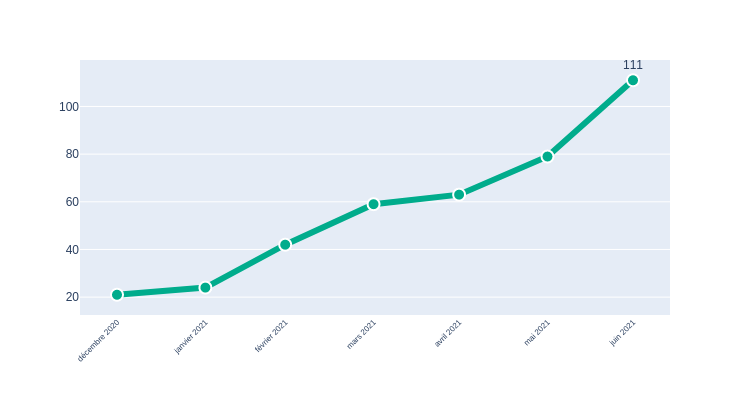 111
100
80
60
40
20
décembre 2020
janvier 2021
février 2021
mars 2021
avril 2021
mai 2021
juin 2021